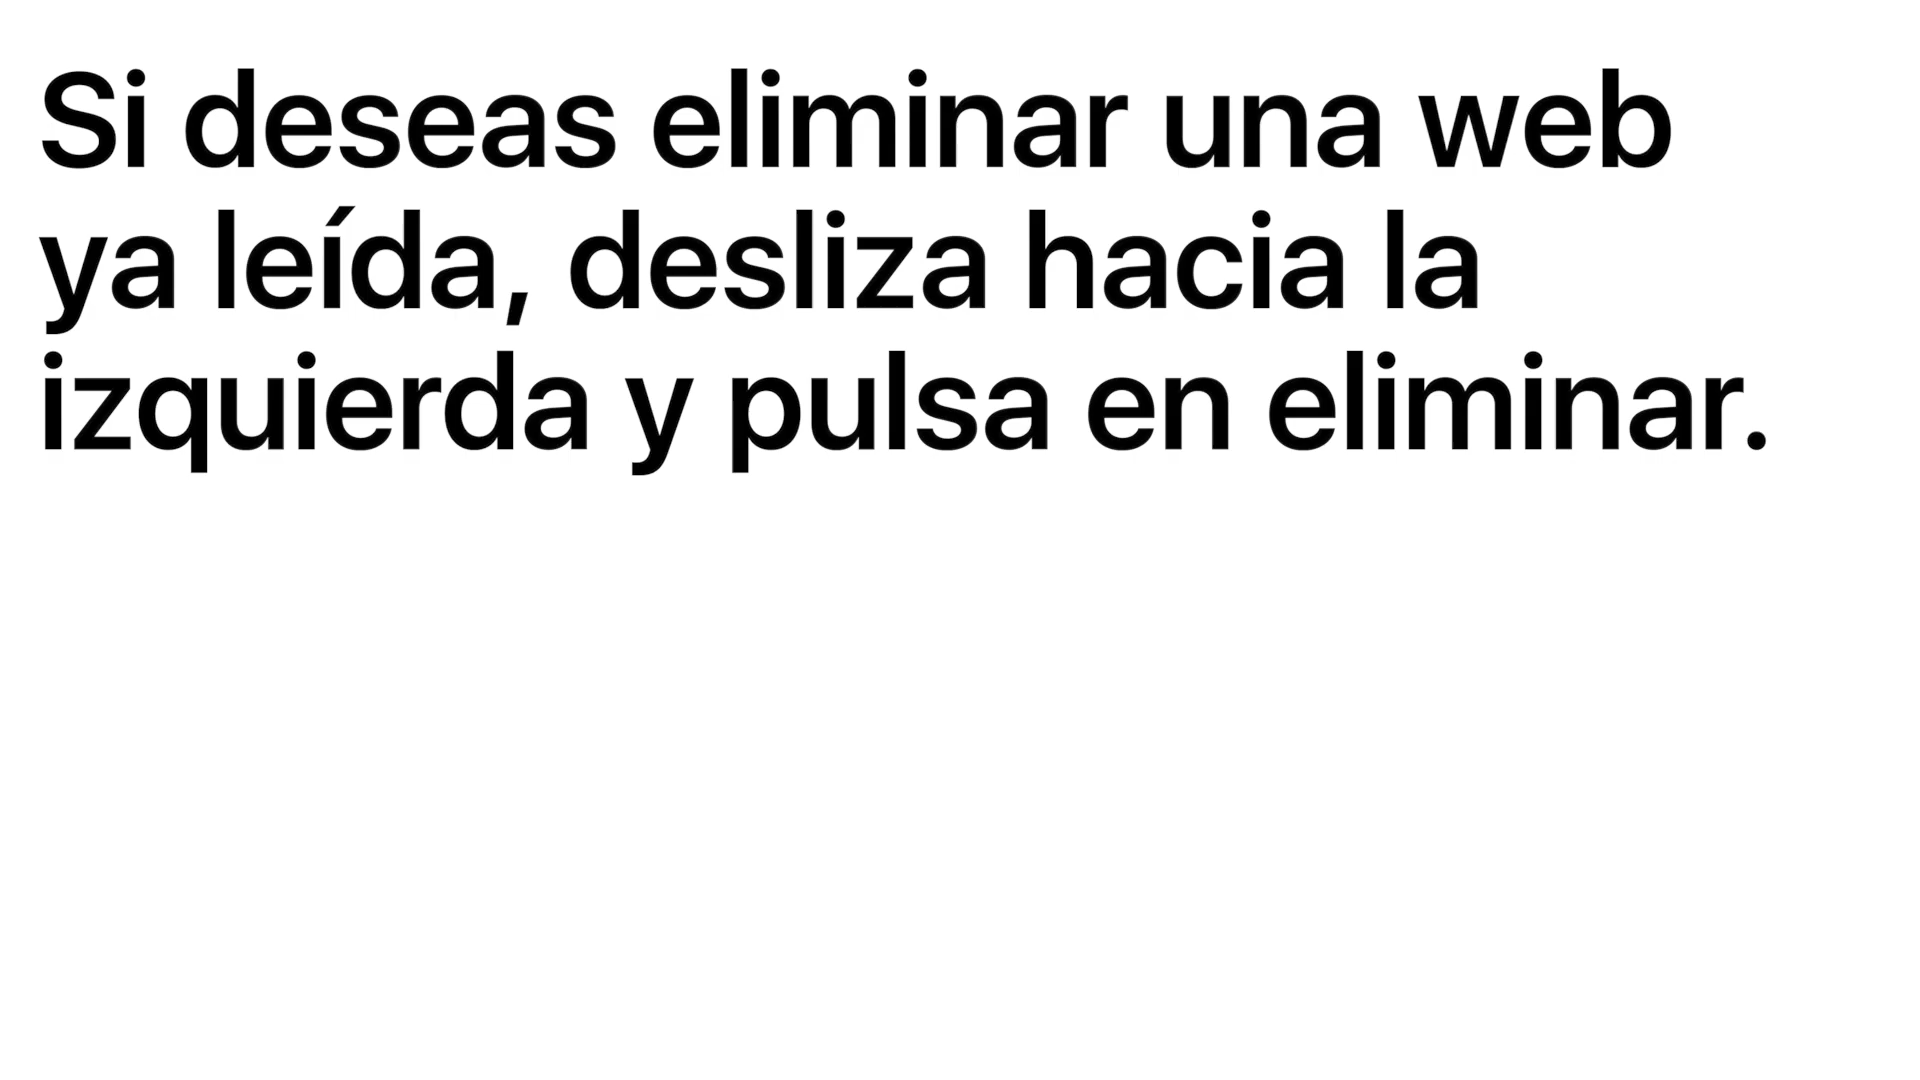 Si deseas eliminar una web
ya leída, desliza hacia la
izquierda y pulsa en eliminar.